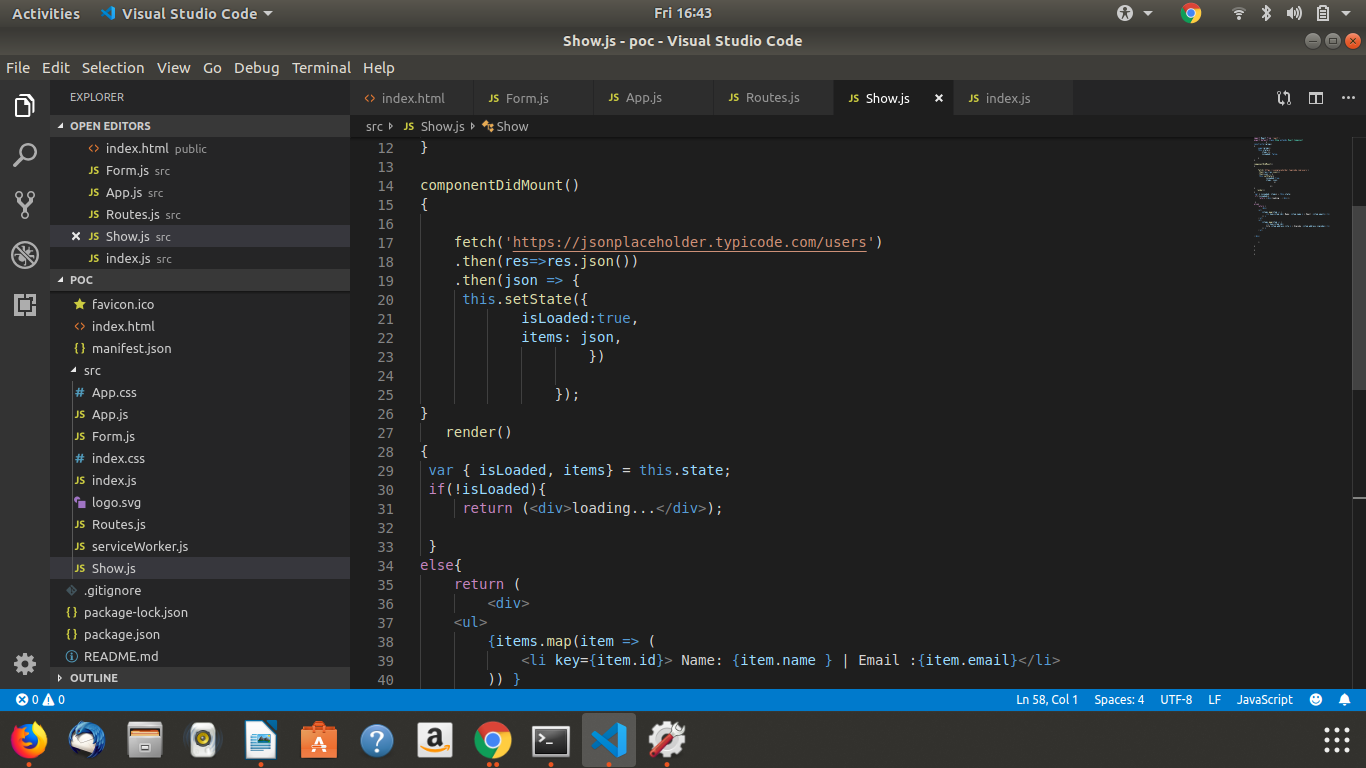 Activities Visual Studio Code Fri 16:43
Show.js - poc - Visual Studio Code
File Edit Selection View Go Debug Terminal Help
EXPLORER
OPEN EDITORS
<> index.html public
JS Form.js src
JS App.js src
JS Routes.js src
JS Show.js src
JS index.js src
POC
favicon.ico
<> index.html
{} manifest.json
src
# App.css
JS App.js
JS Form.js
# index.css
JS index.js
logo.svg
JS Routes.js
JS serviceWorker.js
JS Show.js
.gitignore
{} package-lock.json
{} package.json
README.md
OUTLINE
<> index.html JS Form.js JS App.js JS Routes.js JS Show.js JS index.js
src JS Show.js Show
12 }
13
14 componentDidMount()
15 {
16
17 fetch('https://jsonplaceholder.typicode.com/users')
18 .then(res=>res.json())
19 .then(json => {
20 this.setState({
21 isLoaded:true,
22 items: json,
23 })
24
25 });
26 }
27 render()
28 {
29 var { isLoaded, items} = this.state;
30 if(!isLoaded){
31 return (<div>loading...</div>);
32
33 }
34 else{
35 return (
36 <div>
37 <ul>
38 {items.map(item => (
39 <li key={item.id}> Name: {item.name } | Email :{item.email}</li>
40 )) }
0 0 Ln 58, Col 1 Spaces: 4 UTF-8 LF JavaScript